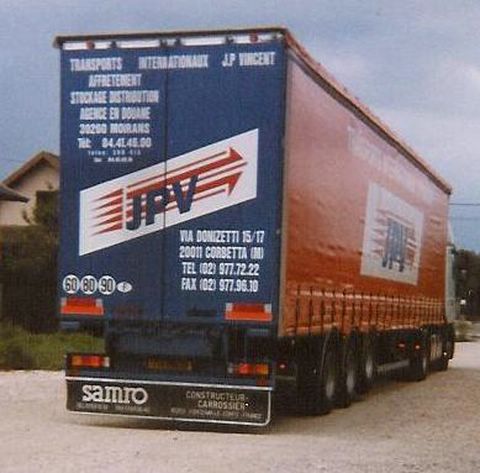 TRANSPORTS INTERNATIONAUX J.P VINCENT
AFFRETEMENT
STOCKAGE DISTRIBUTION
AGENCE EN DOUANE
MOIRANS
Tél: 84.41.46.00
JPV
VIA DONIZETTI 15/17
20011 CORBETTA (M)
TEL (02) 977.72.22
FAX (02) 977.96.10
60 80 90 F
JPV
samro
CONSTRUCTEUR-
CARROSSIER